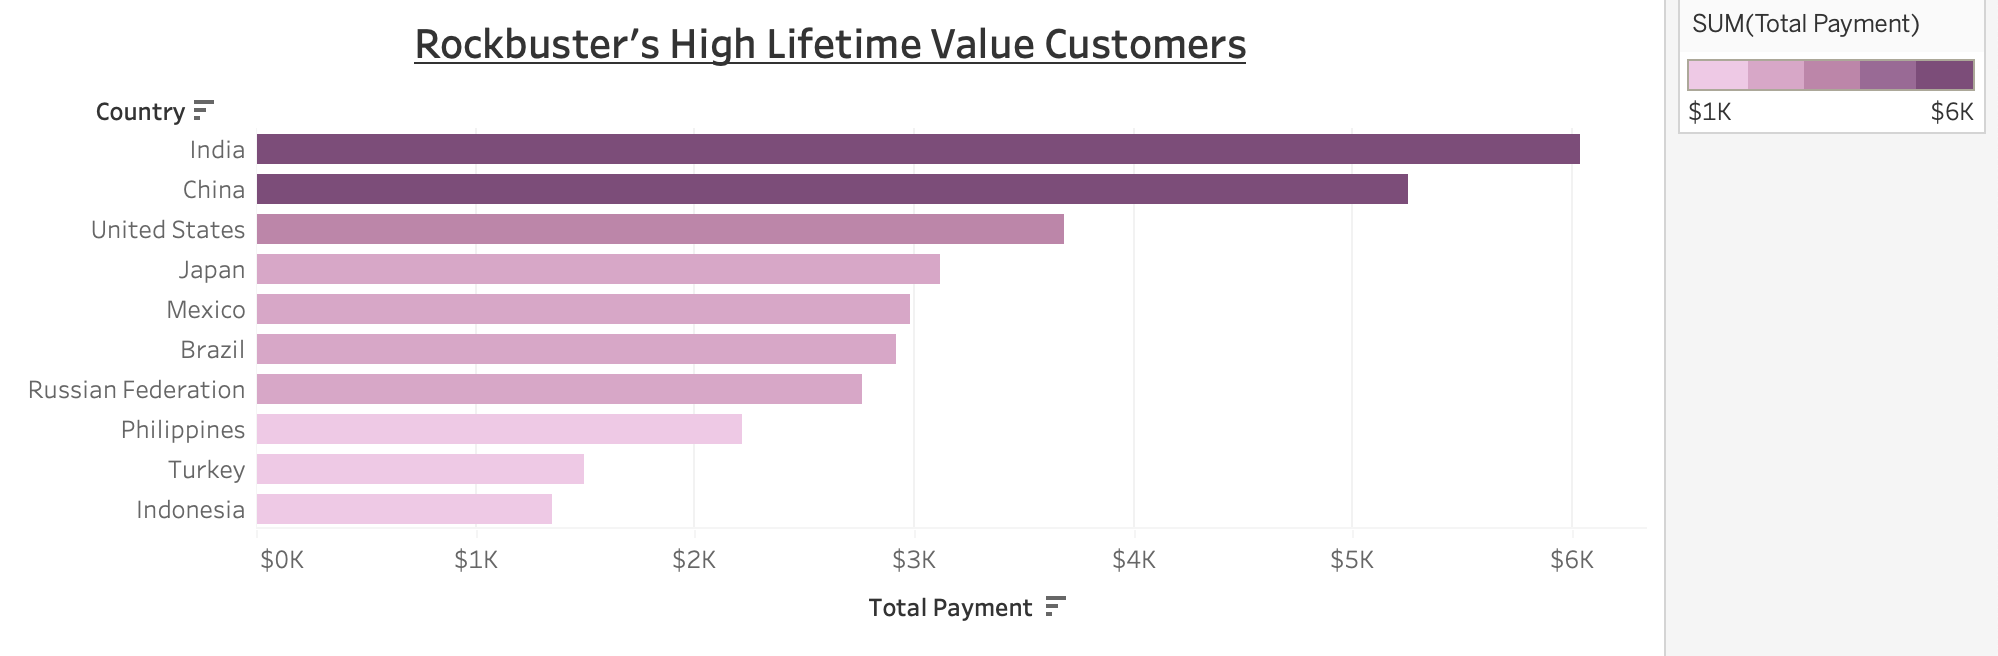 Rockbuster’s High Lifetime Value Customers
SUM(Total Payment)
$1K $6K
Country
India
China
United States
Japan
Mexico
Brazil
Russian Federation
Philippines
Turkey
Indonesia
$0K $1K $2K $3K $4K $5K $6K
Total Payment